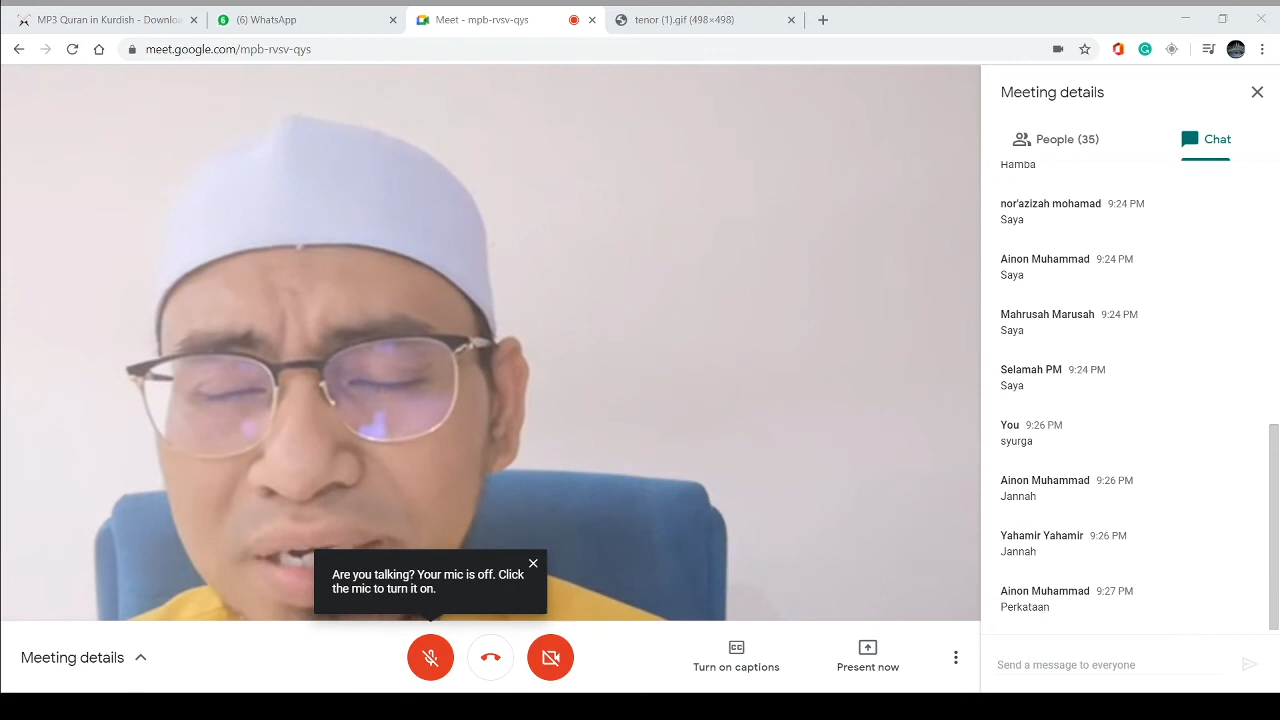 MP3 Quran in Kurdish - Downloa
(6) WhatsApp
Meet - mpb-rvsv-qys
tenor (1).gif (498×498)
meet.google.com/mpb-rvsv-qys
Meeting details
People (35)
Chat
Hamba
nor'azizah mohamad 9:24 PM
Saya
Ainon Muhammad 9:24 PM
Saya
Mahrusah Marusah 9:24 PM
Saya
Selamah PM 9:24 PM
Saya
You 9:26 PM
syurga
Ainon Muhammad 9:26 PM
Jannah
Yahamir Yahamir 9:26 PM
Jannah
Ainon Muhammad 9:27 PM
Perkataan
Send a message to everyone
Are you talking? Your mic is off. Click
the mic to turn it on.
Meeting details
CC
Turn on captions
Present now